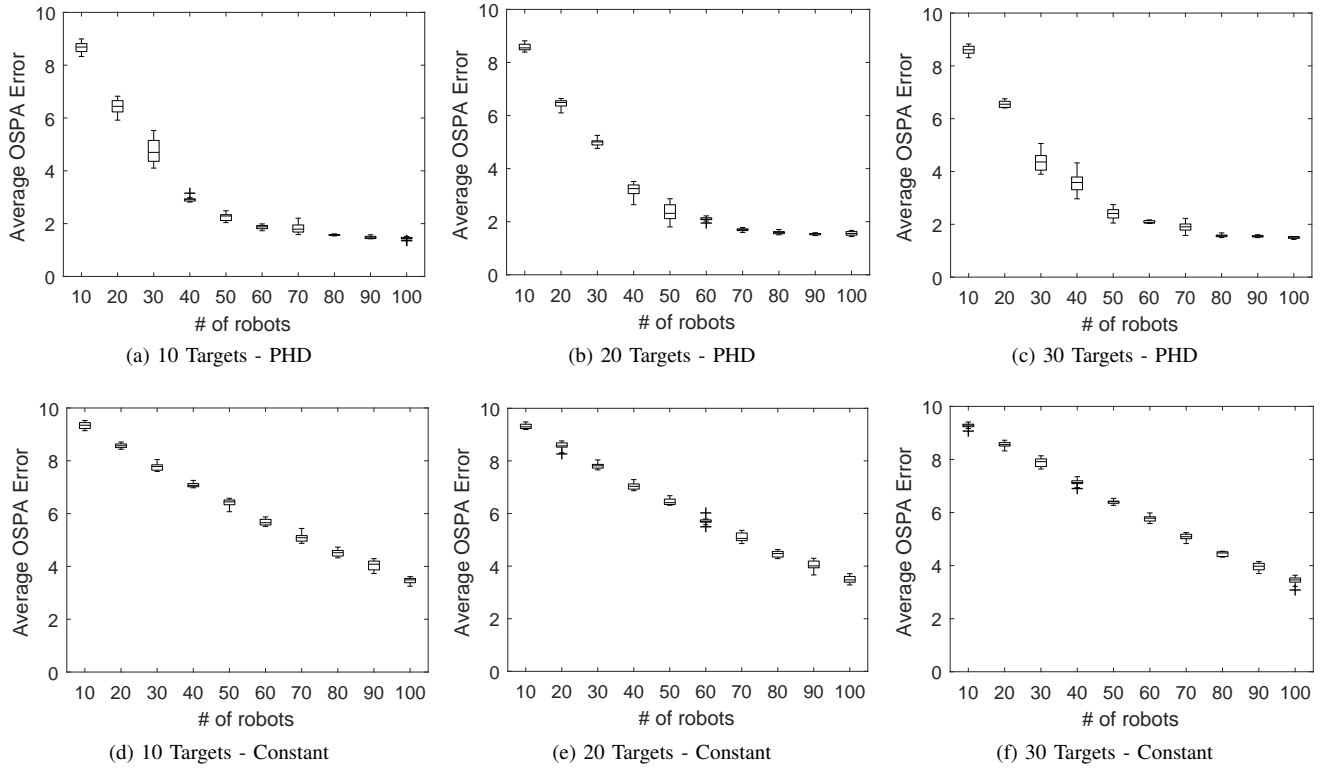 10
8
6
4
2
0
Average OSPA Error
10 20 30 40 50 60 70 80 90 100
# of robots
(a) 10 Targets - PHD
10
8
6
4
2
0
Average OSPA Error
10 20 30 40 50 60 70 80 90 100
# of robots
(b) 20 Targets - PHD
10
8
6
4
2
0
Average OSPA Error
10 20 30 40 50 60 70 80 90 100
# of robots
(c) 30 Targets - PHD
10
8
6
4
2
0
Average OSPA Error
10 20 30 40 50 60 70 80 90 100
# of robots
(d) 10 Targets - Constant
10
8
6
4
2
0
Average OSPA Error
10 20 30 40 50 60 70 80 90 100
# of robots
(e) 20 Targets - Constant
10
8
6
4
2
0
Average OSPA Error
10 20 30 40 50 60 70 80 90 100
# of robots
(f) 30 Targets - Constant